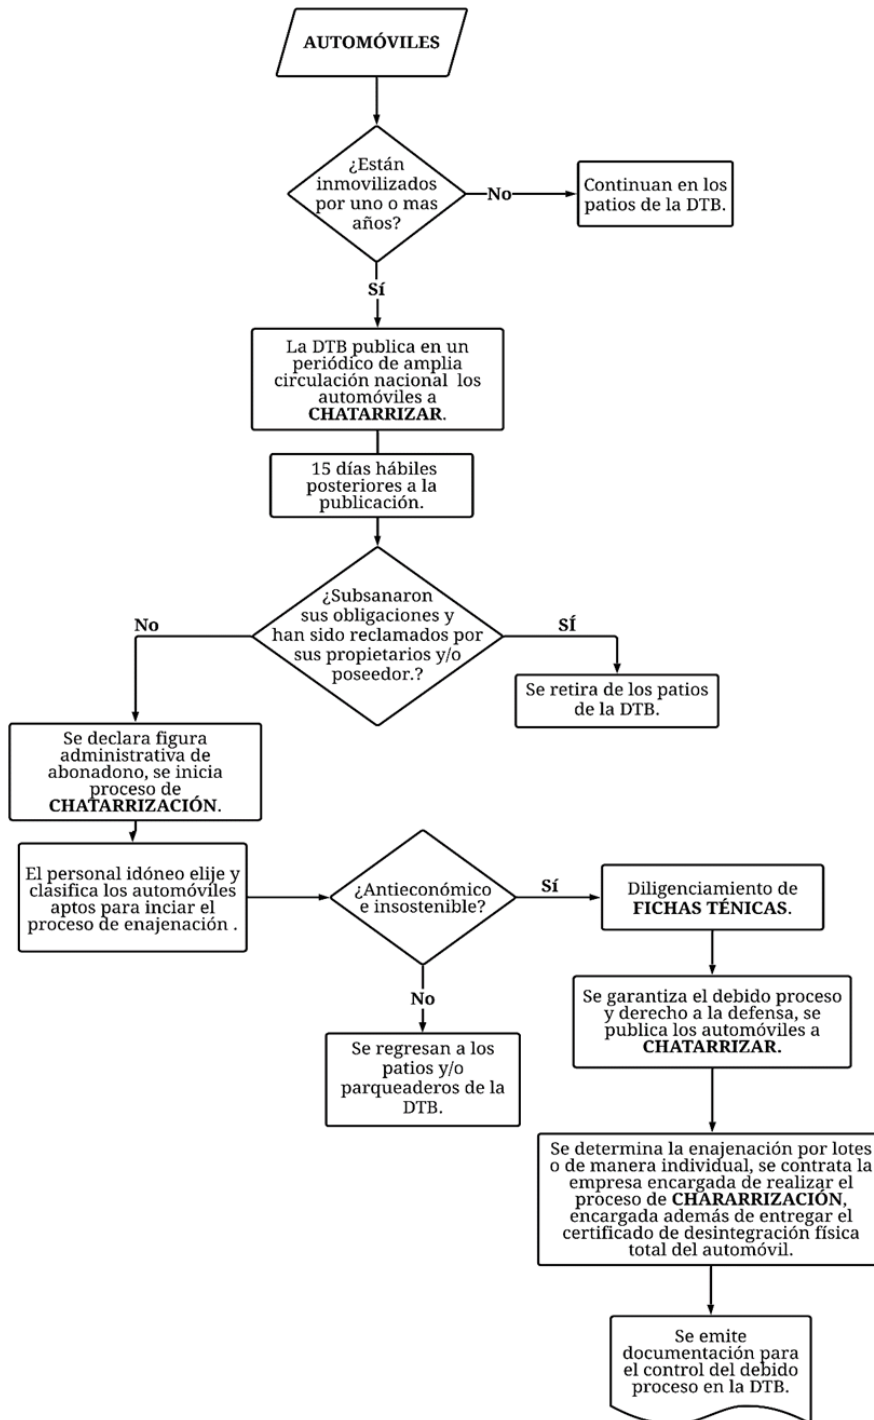 AUTOMÓVILES
¿Están
inmovilizados
por uno o mas
años?
No
Continuan en los
patios de la DTB.
Sí
La DTB publica en un
periódico de amplia
circulación nacional los
automóviles a
CHATARRIZAR.
15 días hábiles
posteriores a la
publicación.
¿Subsanaron
sus obligaciones y
han sido reclamados por
sus propietarios y/o
poseedor.?
No
SÍ
Se retira de los patios
de la DTB.
Se declara figura
administrativa de
abonadono, se inicia
proceso de
CHATARRIZACIÓN.
El personal idóneo elije y
clasifica los automóviles
aptos para inciar el
proceso de enajenación .
¿Antieconómico
e insostenible?
Sí
Diligenciamiento de
FICHAS TÉNICAS.
No
Se regresan a los
patios y/o
parqueaderos de la
DTB.
Se garantiza el debido proceso
y derecho a la defensa, se
publica los automóviles a
CHATARRIZAR.
Se determina la enajenación por lotes
o de manera individual, se contrata la
empresa encargada de realizar el
proceso de CHARARRIZACIÓN,
encargada además de entregar el
certificado de desintegración física
total del automóvil.
Se emite
documentación para
el control del debido
proceso en la DTB.